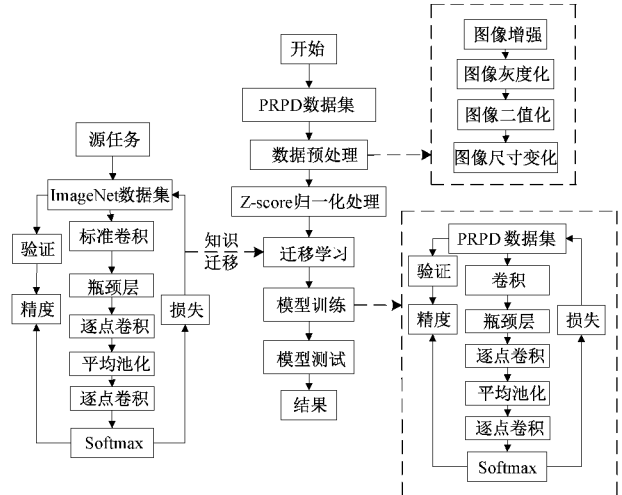 开始
PRPD数据集
数据预处理
Z-score归一化处理
迁移学习
模型训练
模型测试
结果
图像增强
图像灰度化
图像二值化
图像尺寸变化
源任务
ImageNet数据集
验证
精度
标准卷积
瓶颈层
逐点卷积
平均池化
逐点卷积
Softmax
损失
知识
迁移
PRPD数据集
验证
精度
卷积
瓶颈层
逐点卷积
平均池化
逐点卷积
Softmax
损失